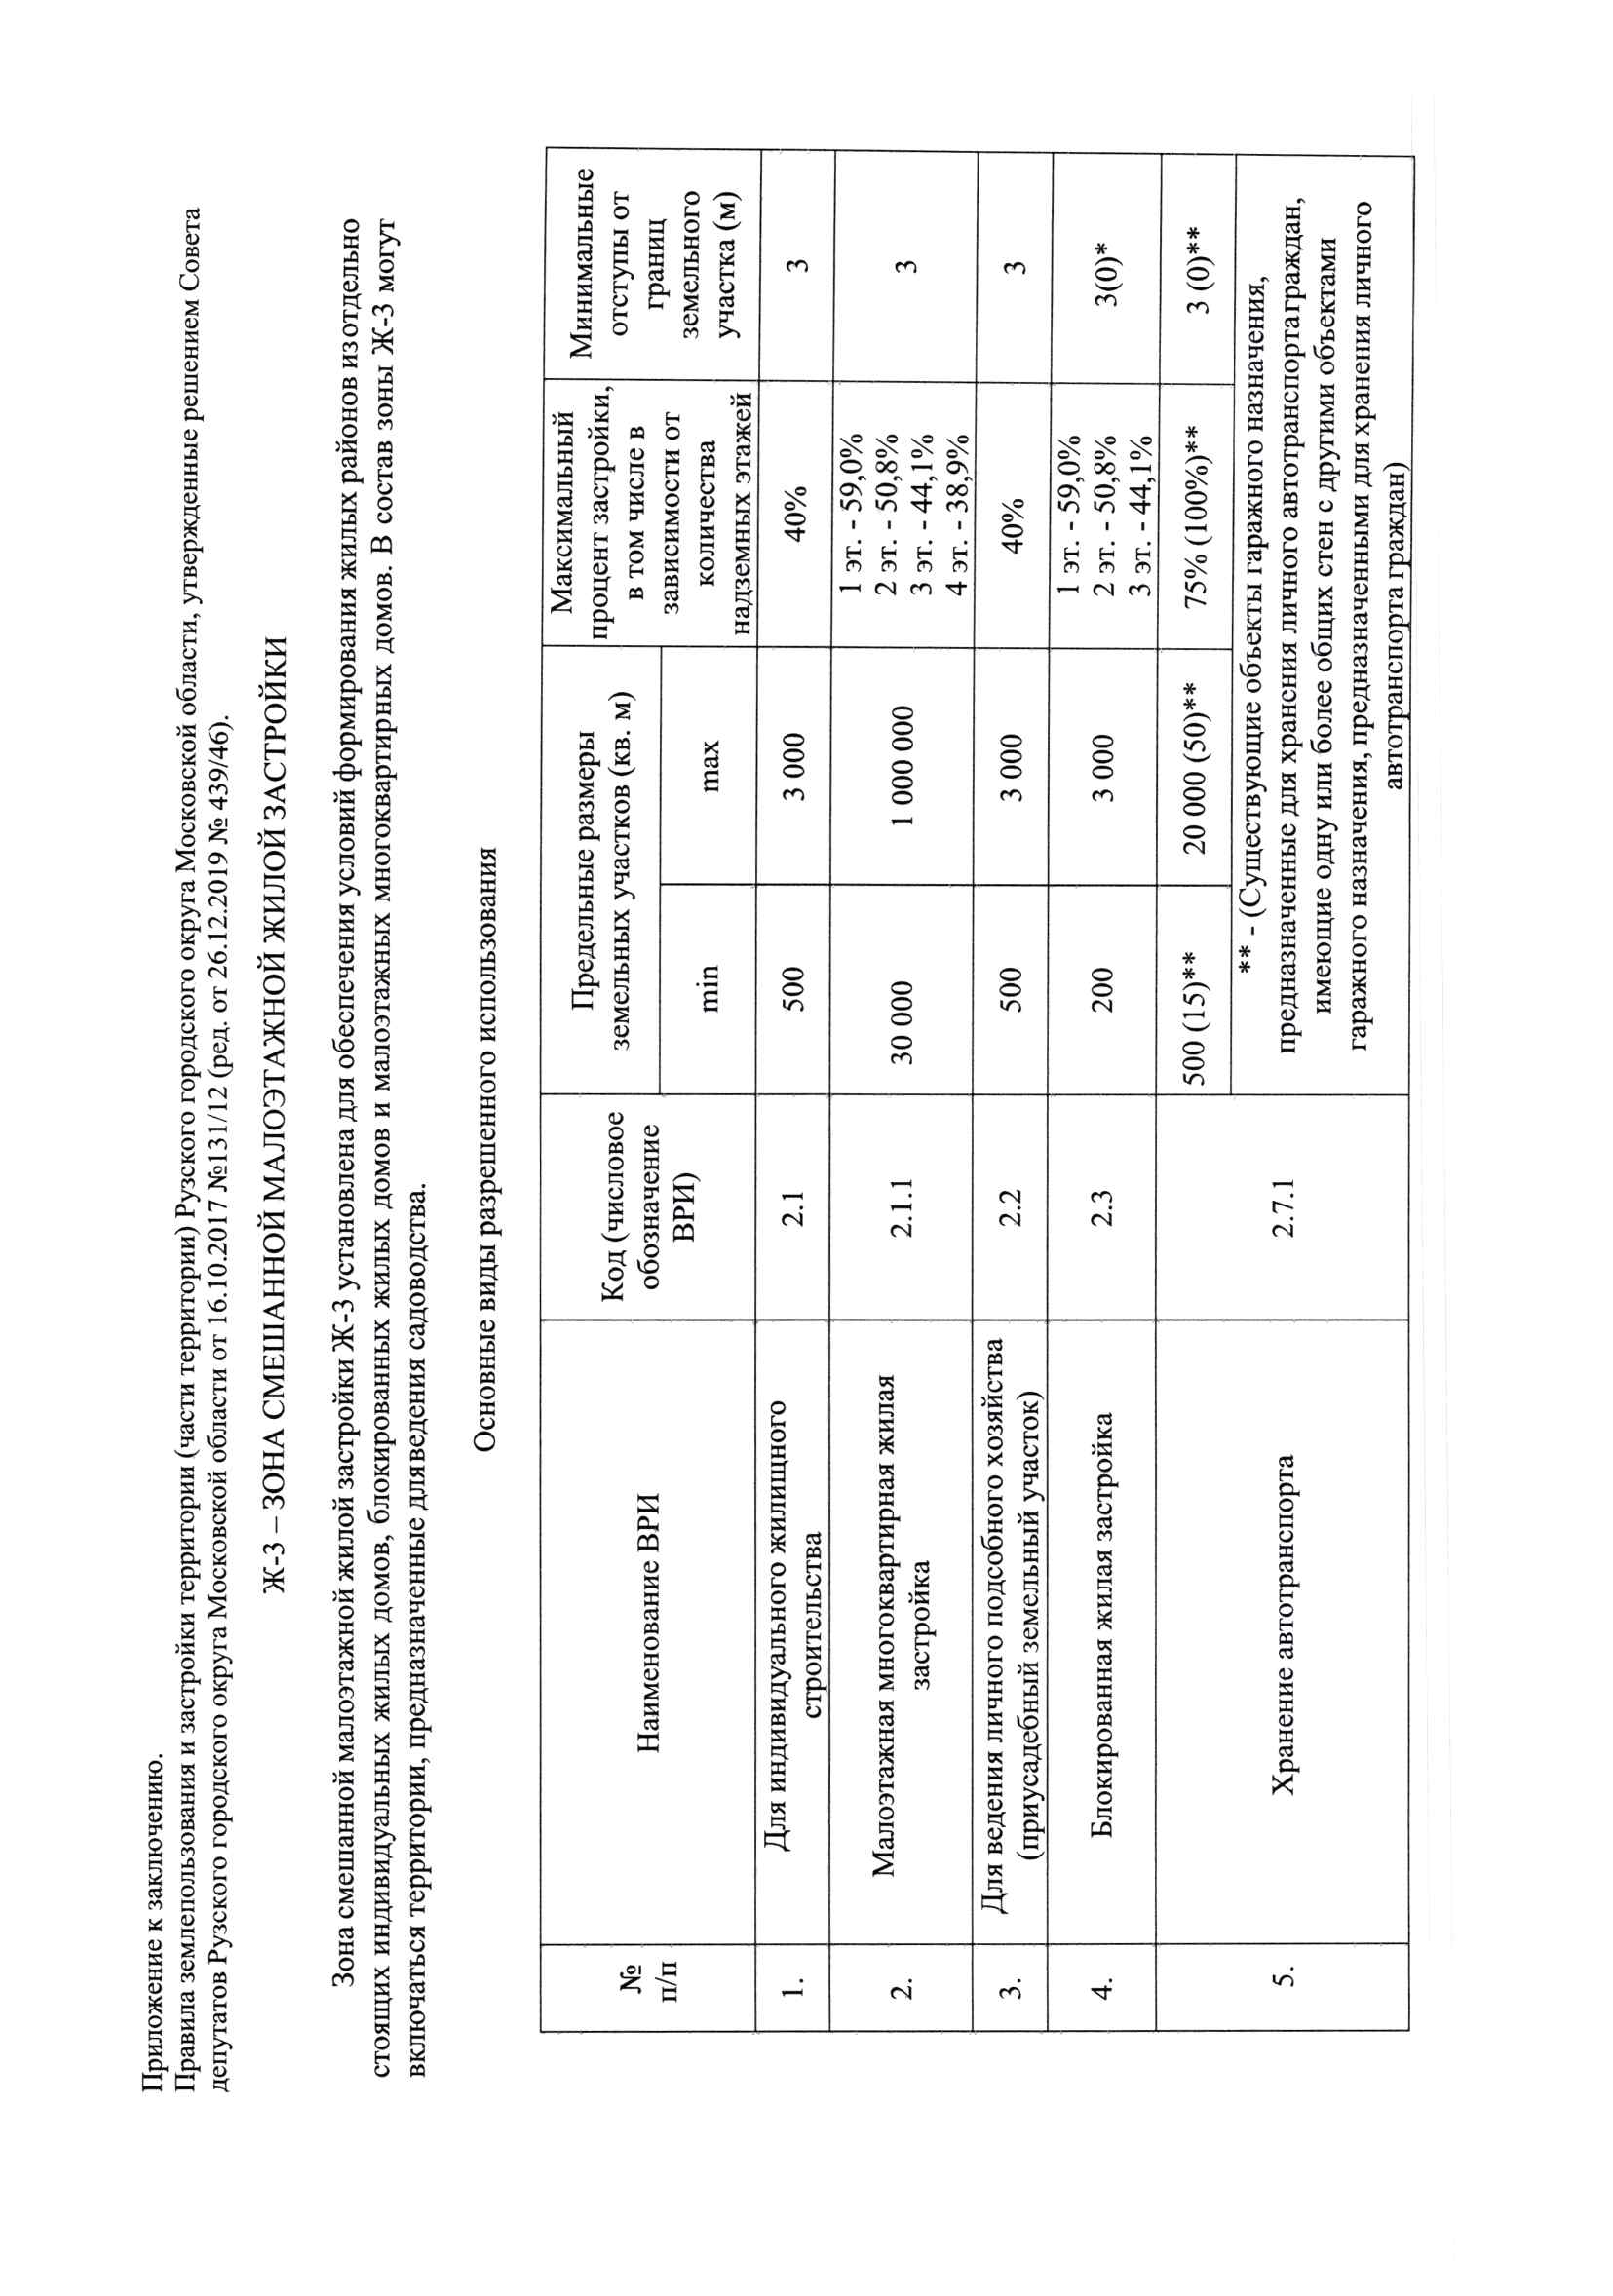 Приложение к заключению.
Правила землепользования и застройки территории (части территории) Рузского городского округа Московской области, утвержденные решением Совета
депутатов Рузского городского округа Московской области от 16.10.2017 №131/12 (ред. от 26.12.2019 № 439/46).
Ж-3 – ЗОНА СМЕШАННОЙ МАЛОЭТАЖНОЙ ЖИЛОЙ ЗАСТРОЙКИ
Зона смешанной малоэтажной жилой застройки Ж-3 установлена для обеспечения условий формирования жилых районов из отдельно
стоящих индивидуальных жилых домов, блокированных жилых домов и малоэтажных многоквартирных домов. В состав зоны Ж-3 могут
включаться территории, предназначенные для ведения садоводства.
Основные виды разрешенного использования
№
п/п
Наименование ВРИ
Код (числовое
обозначение
ВРИ)
Предельные размеры
земельных участков (кв. м)
min
max
Максимальный
процент застройки,
в том числе в
зависимости от
количества
надземных этажей
Минимальные
отступы от
границ
земельного
участка (м)
1.
Для индивидуального жилищного
строительства
2.1
500
3 000
40%
3
2.
Малоэтажная многоквартирная жилая
застройка
2.1.1
30 000
1 000 000
1 эт. - 59,0%
2 эт. - 50,8%
3 эт. - 44,1%
4 эт. - 38,9%
3
3.
Для ведения личного подсобного хозяйства
(приусадебный земельный участок)
2.2
500
3 000
40%
3
4.
Блокированная жилая застройка
2.3
200
3 000
1 эт. - 59,0%
2 эт. - 50,8%
3 эт. - 44,1%
3(0)*
5.
Хранение автотранспорта
2.7.1
500 (15)**
20 000 (50)**
75% (100%)**
3 (0)**
** - (Существующие объекты гаражного назначения,
предназначенные для хранения личного автотранспорта граждан,
имеющие одну или более общих стен с другими объектами
гаражного назначения, предназначенными для хранения личного
автотранспорта граждан)